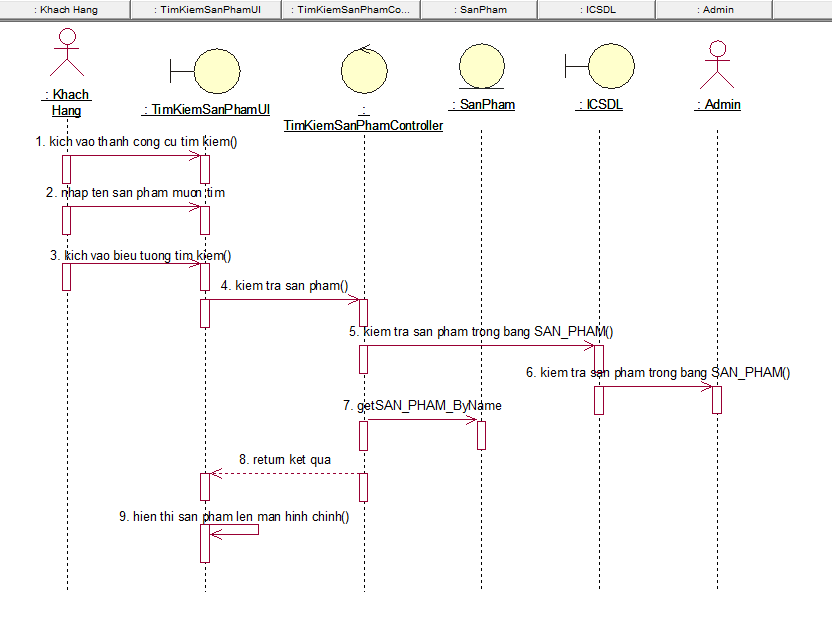 : Khach Hang
: TimKiemSanPhamUI
: TimKiemSanPhamCo...
: SanPham
: ICSDL
: Admin
: Khach
Hang
: TimKiemSanPhamUI
:
TimKiemSanPhamController
: SanPham
: ICSDL
: Admin
1. kich vao thanh cong cu tim kiem()
2. nhap ten san pham muon tim
3. kich vao bieu tuong tim kiem()
4. kiem tra san pham()
5. kiem tra san pham trong bang SAN_PHAM()
6. kiem tra san pham trong bang SAN_PHAM()
7. getSAN_PHAM_ByName
8. return ket qua
9. hien thi san pham len man hinh chinh()